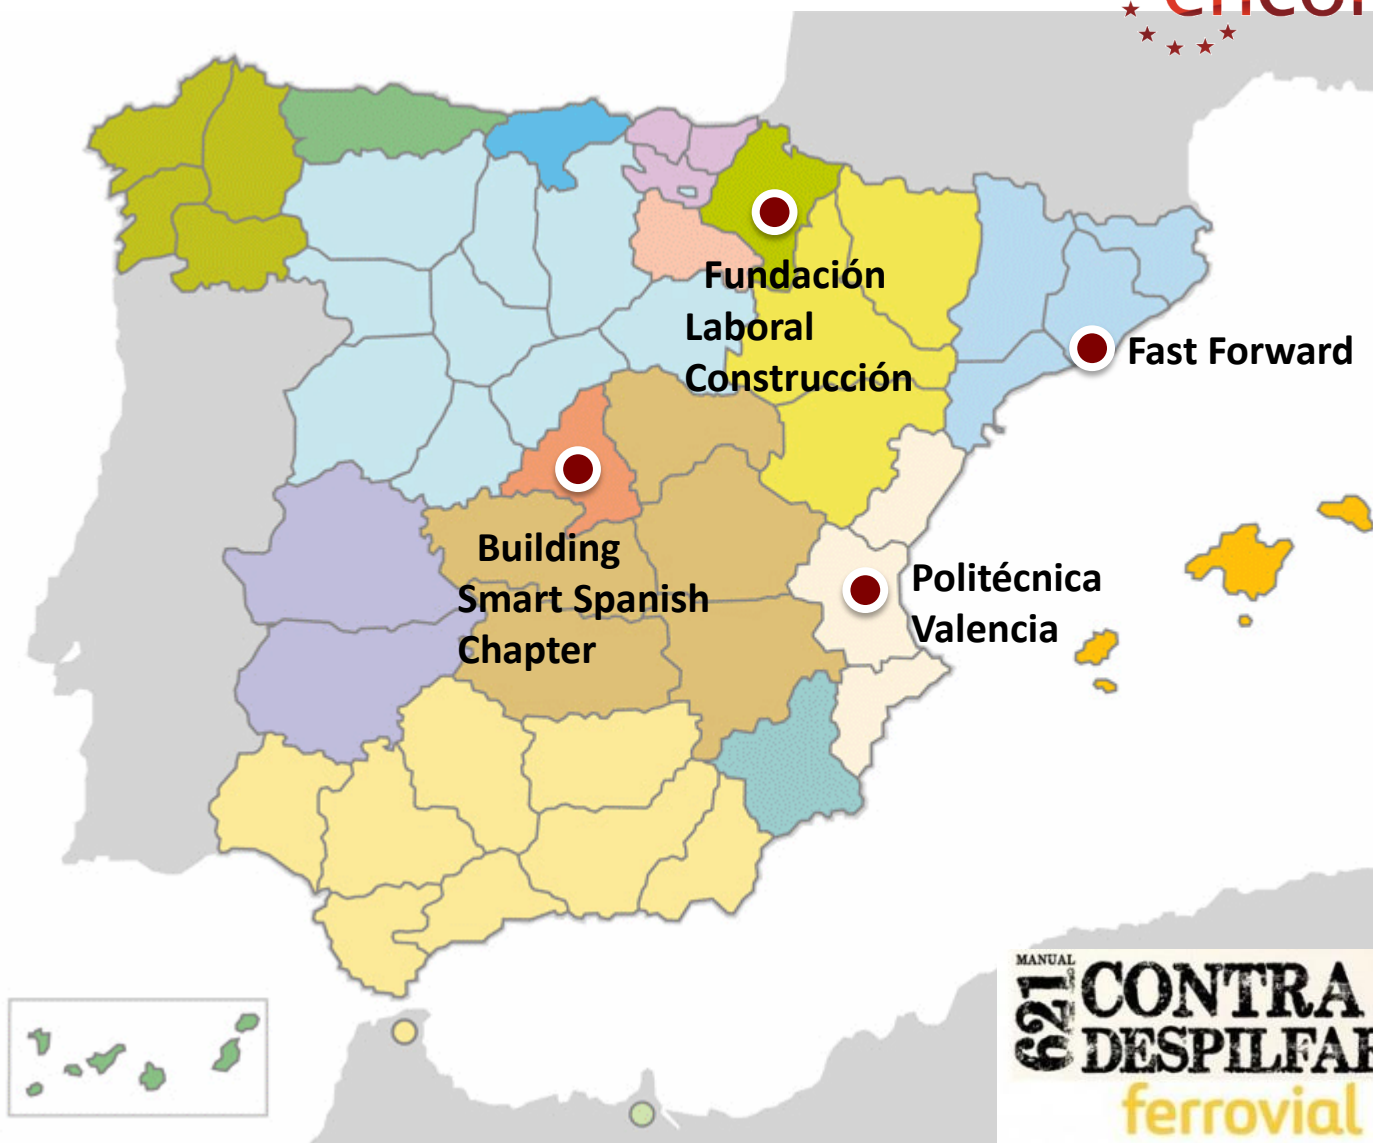 Fundación
Laboral
Construcción
Fast Forward
Building
Smart Spanish
Chapter
Politécnica
Valencia
MANUAL
621
CONTRA
ferrovial